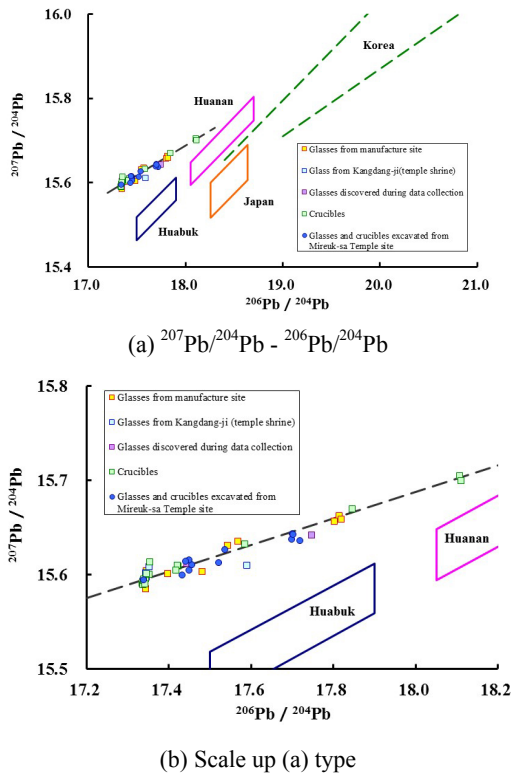 16.0
Korea
15.8
Huanan
²⁰⁷Pb / ²⁰⁴Pb
Glasses from manufacture site
Glass from Kangdang-ji(temple shrine)
Glasses discovered during data collection
Crucibles
Glasses and crucibles excavated from
Mireuk-sa Temple site
15.6
Japan
Huabuk
15.4
17.0 18.0 19.0 20.0 21.0
²⁰⁶Pb / ²⁰⁴Pb
(a) ²⁰⁷Pb/²⁰⁴Pb - ²⁰⁶Pb/²⁰⁴Pb
15.8
Glasses from manufacture site
Glasses from Kangdang-ji (temple shrine)
Glasses discovered during data collection
Crucibles
Glasses and crucibles excavated from
Mireuk-sa Temple site
15.7
²⁰⁷Pb / ²⁰⁴Pb
Huanan
15.6
Huabuk
15.5
17.2 17.4 17.6 17.8 18.0 18.2
²⁰⁶Pb / ²⁰⁴Pb
(b) Scale up (a) type